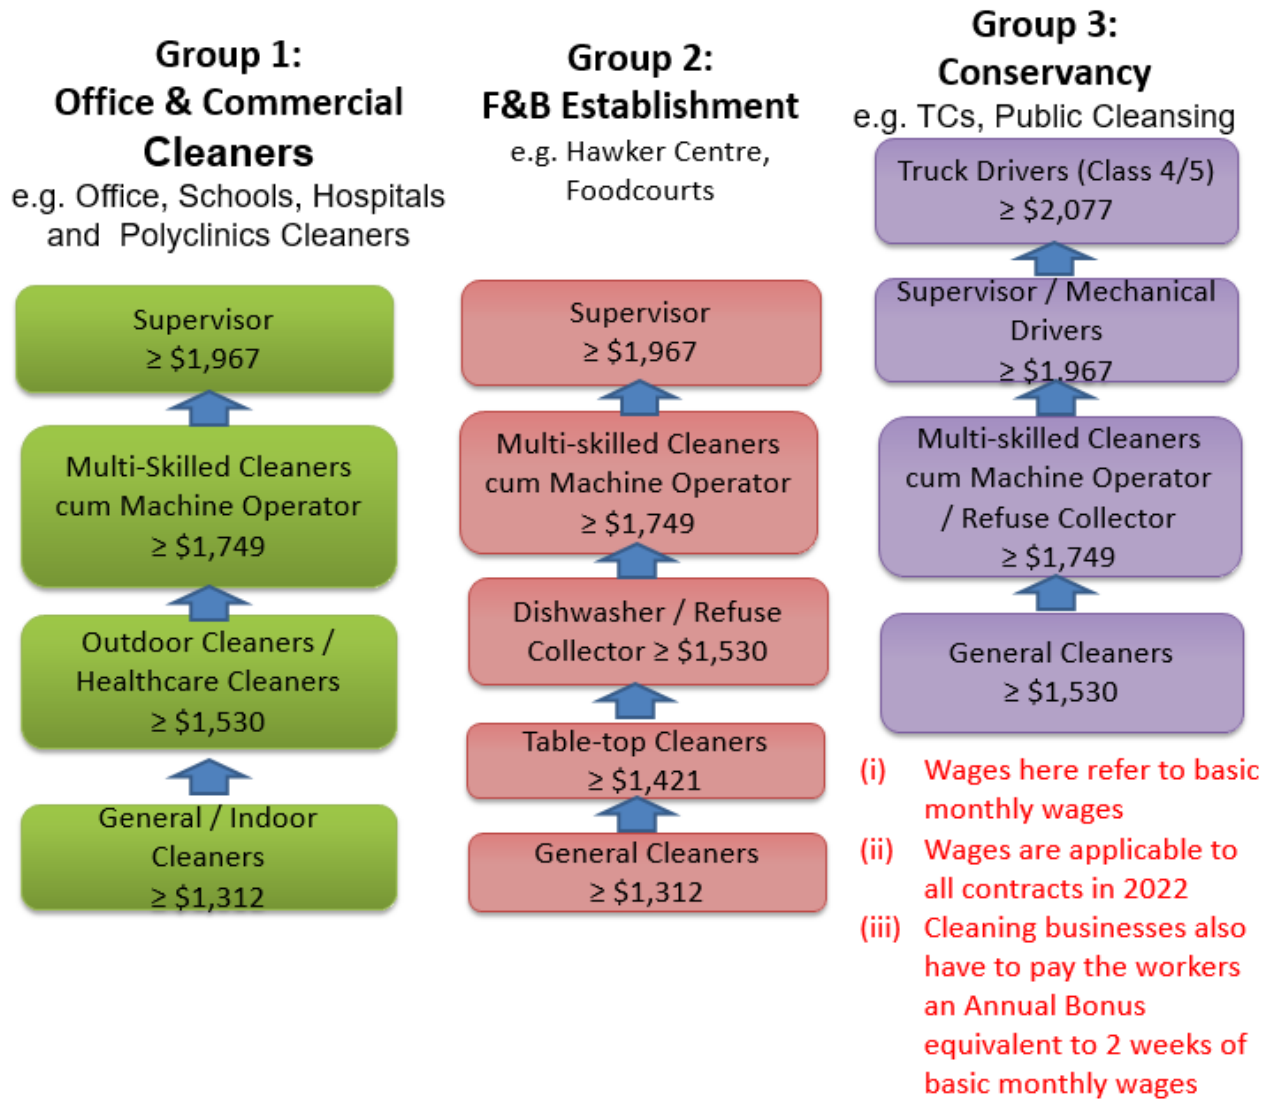 Group 1:
Office & Commercial
Cleaners
e.g. Office, Schools, Hospitals
and Polyclinics Cleaners
Supervisor
≥ $1,967
Multi-Skilled Cleaners
cum Machine Operator
≥ $1,749
Outdoor Cleaners /
Healthcare Cleaners
≥ $1,530
General / Indoor
Cleaners
≥ $1,312
Group 2:
F&B Establishment
e.g. Hawker Centre,
Foodcourts
Supervisor
≥ $1,967
Multi-skilled Cleaners
cum Machine Operator
≥ $1,749
Dishwasher / Refuse
Collector ≥ $1,530
Table-top Cleaners
≥ $1,421
General Cleaners
≥ $1,312
Group 3:
Conservancy
e.g. TCs, Public Cleansing
Truck Drivers (Class 4/5)
≥ $2,077
Supervisor / Mechanical
Drivers
≥ $1,967
Multi-skilled Cleaners
cum Machine Operator
/ Refuse Collector
≥ $1,749
General Cleaners
≥ $1,530
(i) Wages here refer to basic
monthly wages
(ii) Wages are applicable to
all contracts in 2022
(iii) Cleaning businesses also
have to pay the workers
an Annual Bonus
equivalent to 2 weeks of
basic monthly wages